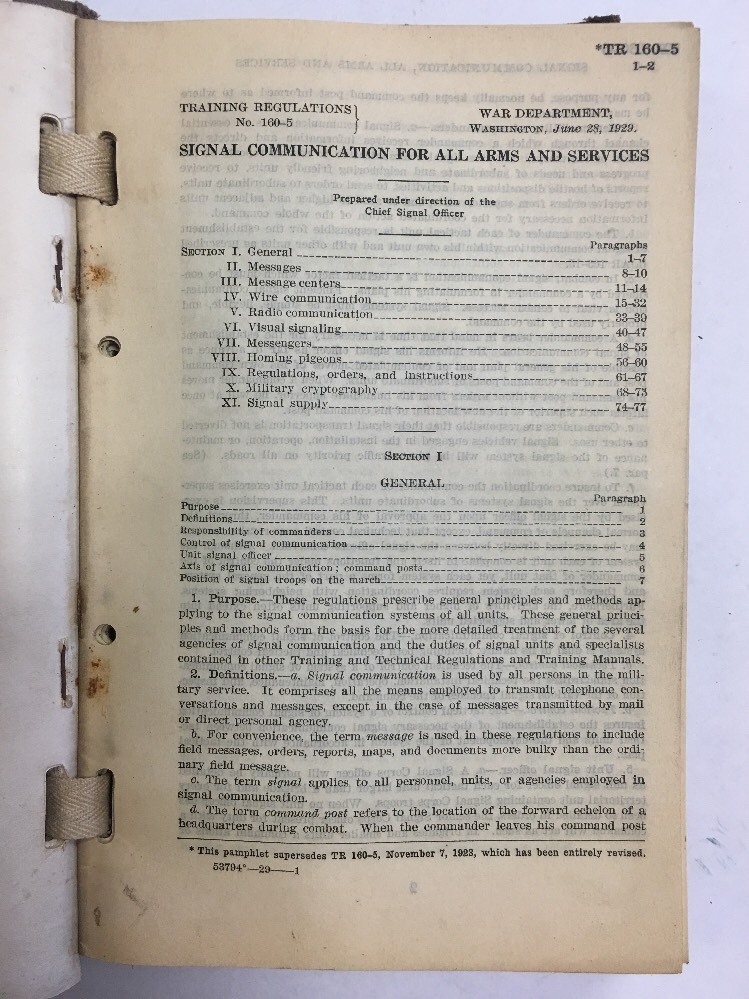 *TR 160-5
1-2
TRAINING REGULATIONS }
No. 160-5
WAR DEPARTMENT,
WASHINGTON, June 28, 1929.
SIGNAL COMMUNICATION FOR ALL ARMS AND SERVICES
Prepared under direction of the
Chief Signal Officer
Paragraphs
SECTION I. General 1-7
II. Messages 8-10
III. Message centers 11-14
IV. Wire communication 15-32
V. Radio communication 33-39
VI. Visual signaling 40-47
VII. Messengers 48-55
VIII. Homing pigeons 56-60
IX. Regulations, orders, and instructions 61-67
X. Military cryptography 68-73
XI. Signal supply 74-77
SECTION I
GENERAL
Paragraph
Purpose 1
Definitions 2
Responsibility of commanders 3
Control of signal communication 4
Unit signal officer 5
Axis of signal communication; command posts 6
Position of signal troops on the march 7
1. Purpose.—These regulations prescribe general principles and methods ap-
plying to the signal communication systems of all units. These general princi-
ples and methods form the basis for the more detailed treatment of the several
agencies of signal communication and the duties of signal units and specialists
contained in other Training and Technical Regulations and Training Manuals.
2. Definitions.—a. Signal communication is used by all persons in the mili-
tary service. It comprises all the means employed to transmit telephone con-
versations and messages, except in the case of messages transmitted by mail
or direct personal agency.
b. For convenience, the term message is used in these regulations to include
field messages, orders, reports, maps, and documents more bulky than the ordi-
nary field message.
c. The term signal applies to all personnel, units, or agencies employed in
signal communication.
d. The term command post refers to the location of the forward echelon of a
headquarters during combat. When the commander leaves his command post
* This pamphlet supersedes TR 160-5, November 7, 1923, which has been entirely revised.
53794°—29——1